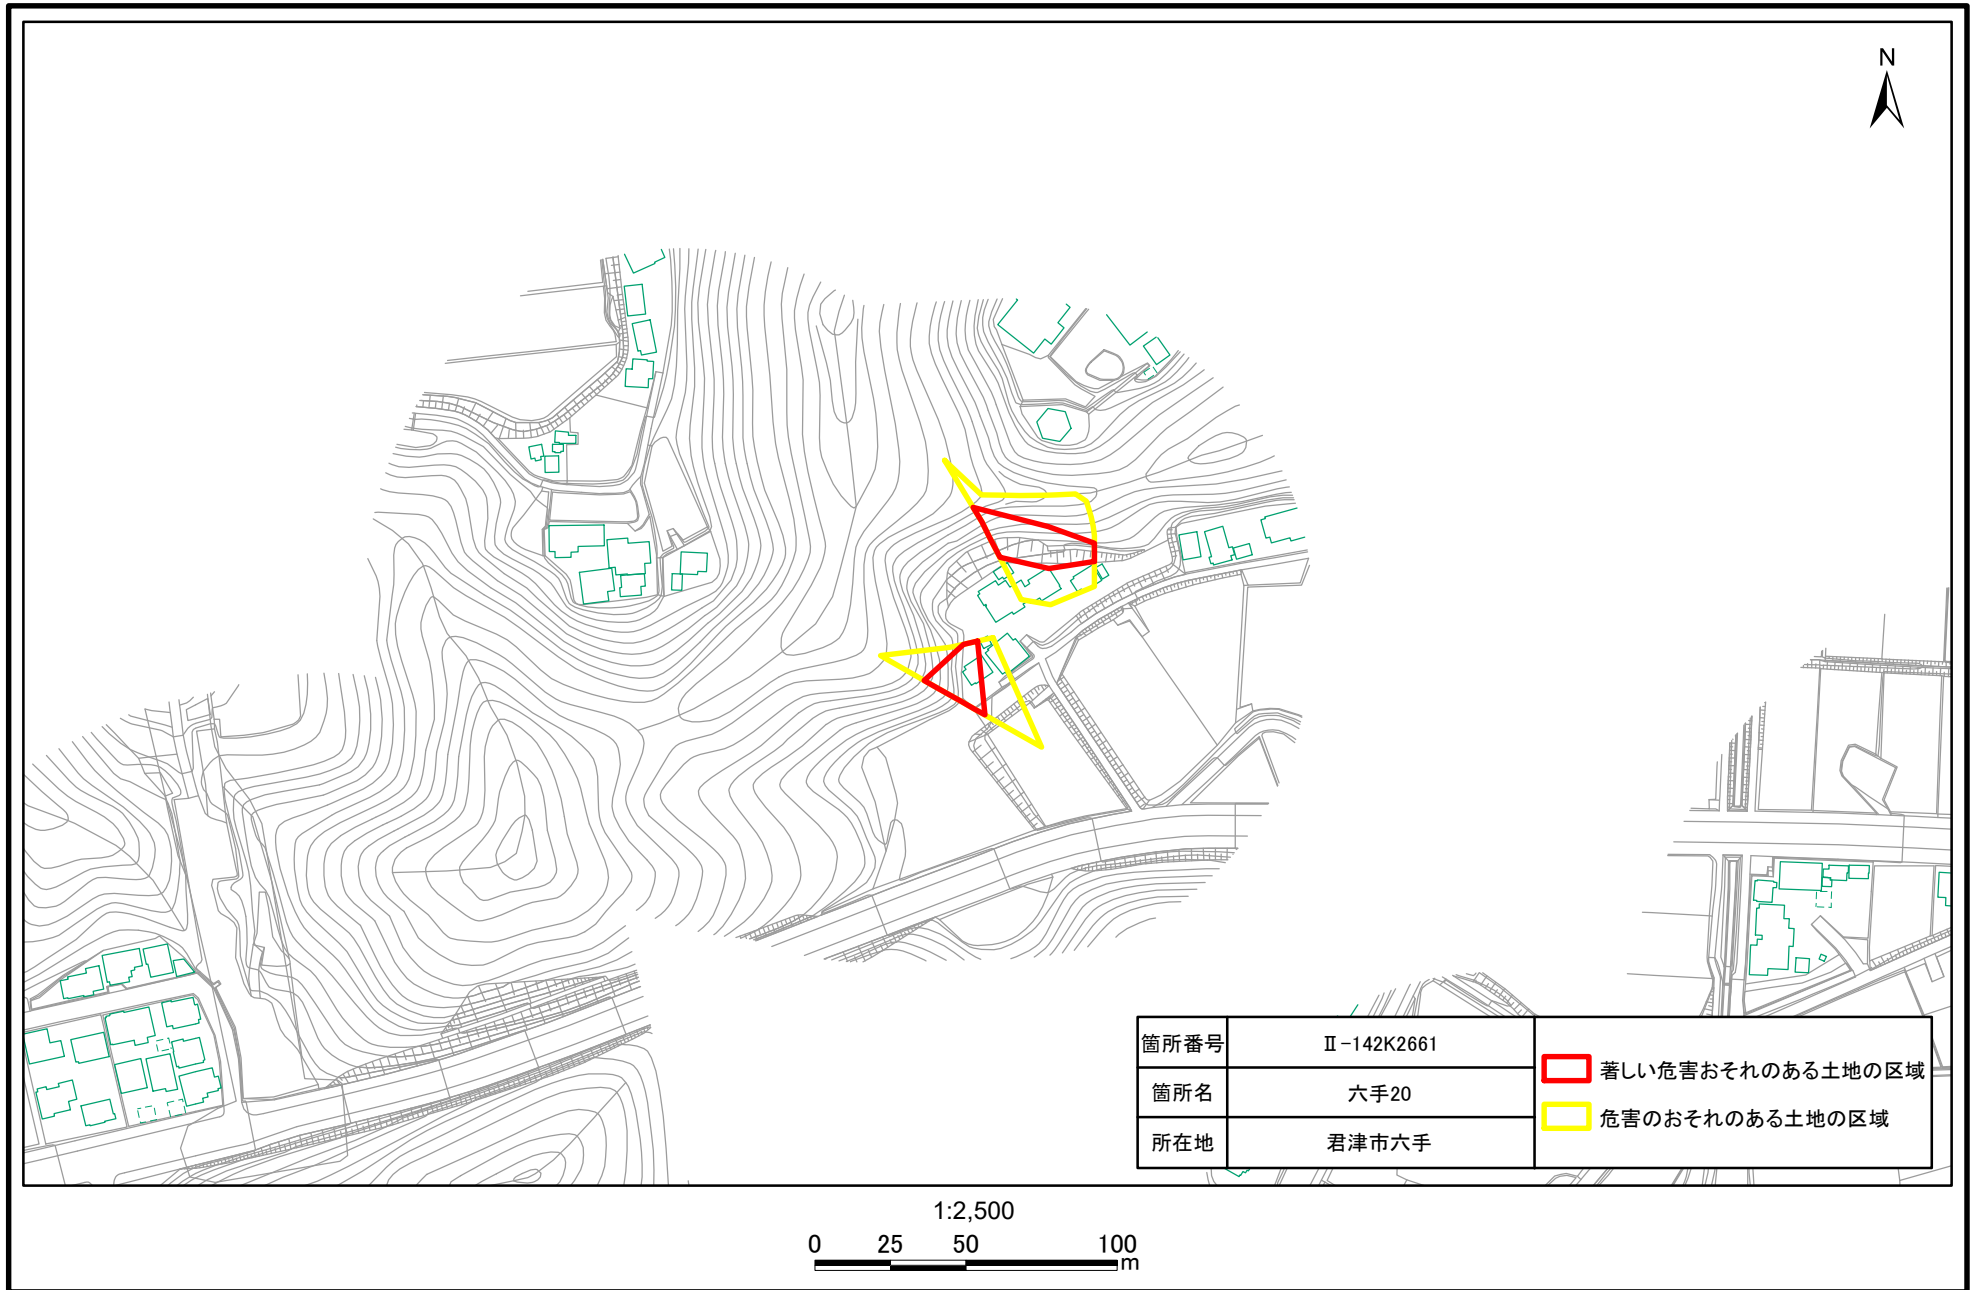 N
箇所番号 Ⅱ-142K2661
箇所名 六手20
所在地 君津市六手
著しい危害おそれのある土地の区域
危害のおそれのある土地の区域
1:2,500
0 25 50 100
m